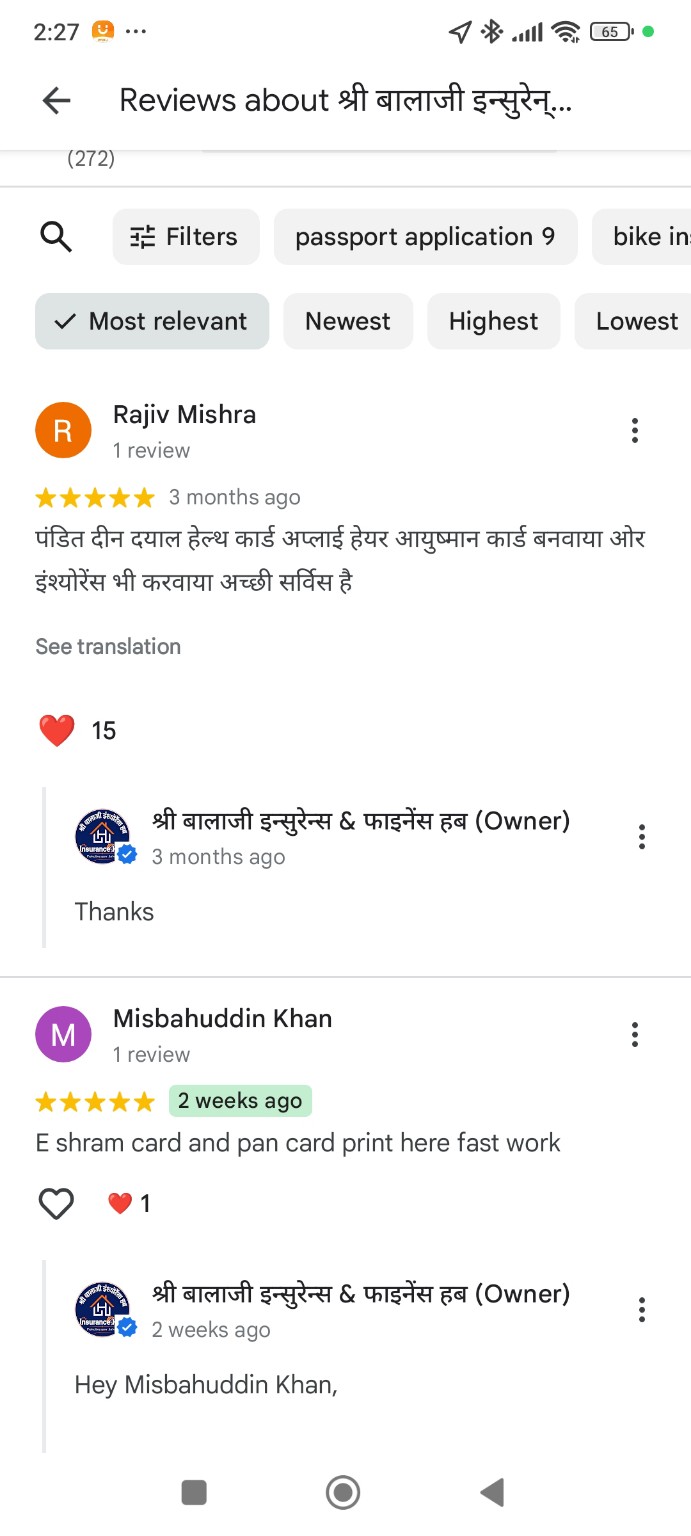 2:27 ...
65
Reviews about श्री बालाजी इन्सुरेन्...
(272)
Filters
passport application 9
bike in
Most relevant
Newest
Highest
Lowest
R
Rajiv Mishra
1 review
3 months ago
पंडित दीन दयाल हेल्थ कार्ड अप्लाई हेयर आयुष्मान कार्ड बनवाया ओर
इंश्योरेंस भी करवाया अच्छी सर्विस है
See translation
15
श्री बालाजी इन्सुरेन्स & फाइनेंस हब (Owner)
3 months ago
Thanks
M
Misbahuddin Khan
1 review
2 weeks ago
E shram card and pan card print here fast work
1
श्री बालाजी इन्सुरेन्स & फाइनेंस हब (Owner)
2 weeks ago
Hey Misbahuddin Khan,